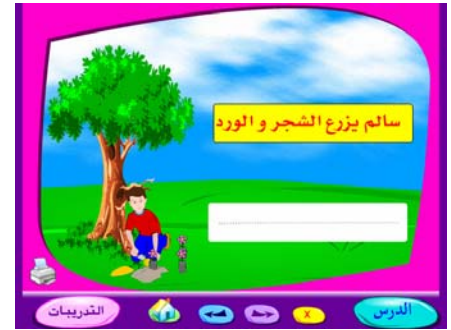 سالم يزرع الشجر و الورد
الدرس
x
التدريبات